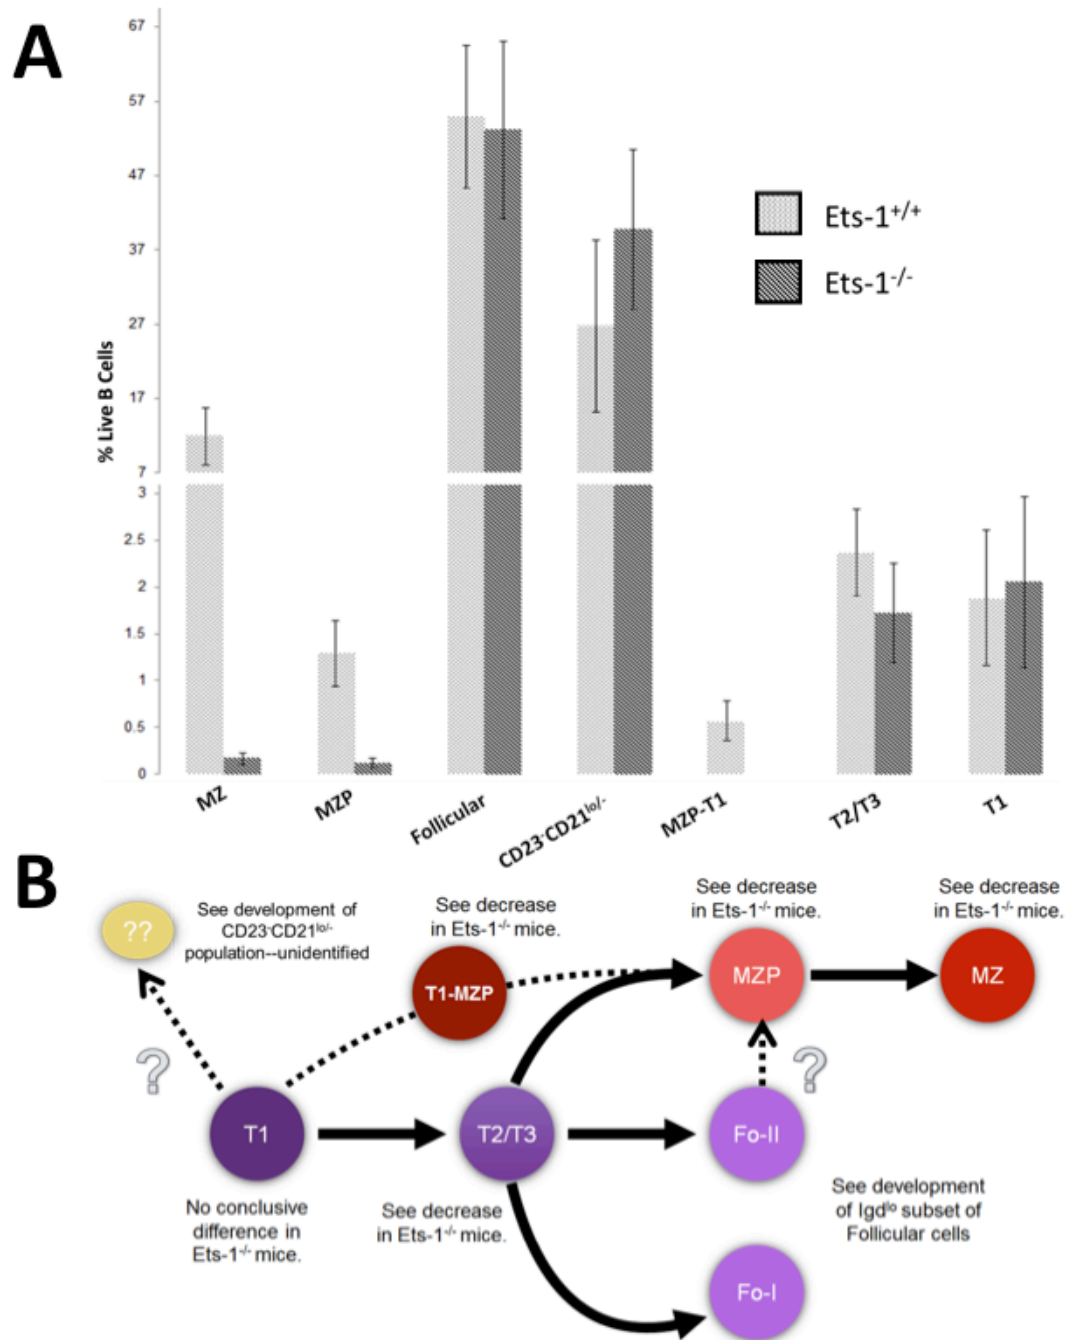 A
67
57
47
37
27
17
7
3
2.5
2
1.5
1
0.5
0
% Live B Cells
Ets-1+/+
Ets-1-/-
MZ
MZP
Follicular
CD23-CD21lo/-
MZP-T1
T2/T3
T1
B
??
See development of
CD23-CD21lo/-
population--unidentified
See decrease
in Ets-1-/- mice.
See decrease
in Ets-1-/- mice.
See decrease
in Ets-1-/- mice.
T1-MZP
MZP
MZ
?
?
T1
T2/T3
Fo-II
No conclusive
difference in
Ets-1-/- mice.
See decrease
in Ets-1-/- mice.
See development
of Igdlo subset of
Follicular cells
Fo-I